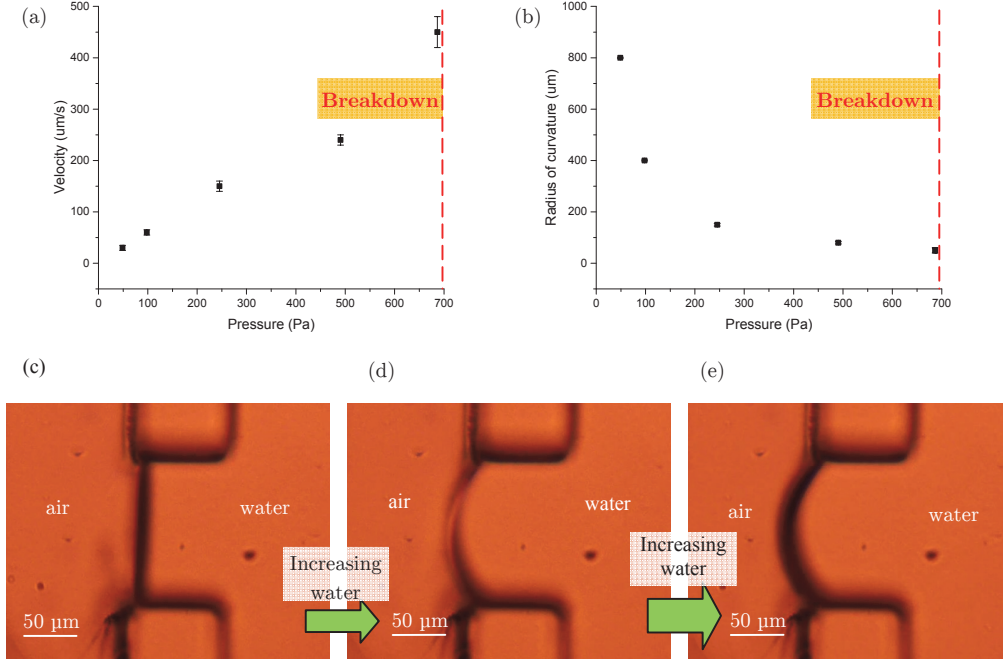 (a)
500
400
300
200
100
0
Velocity (um/s)
Breakdown
0 100 200 300 400 500 600 700
Pressure (Pa)
(b)
1000
800
600
400
200
0
Radius of curvature (um)
Breakdown
0 100 200 300 400 500 600 700
Pressure (Pa)
(c)
air
water
50 µm
Increasing
water
(d)
air
water
50 µm
Increasing
water
(e)
air
water
50 µm